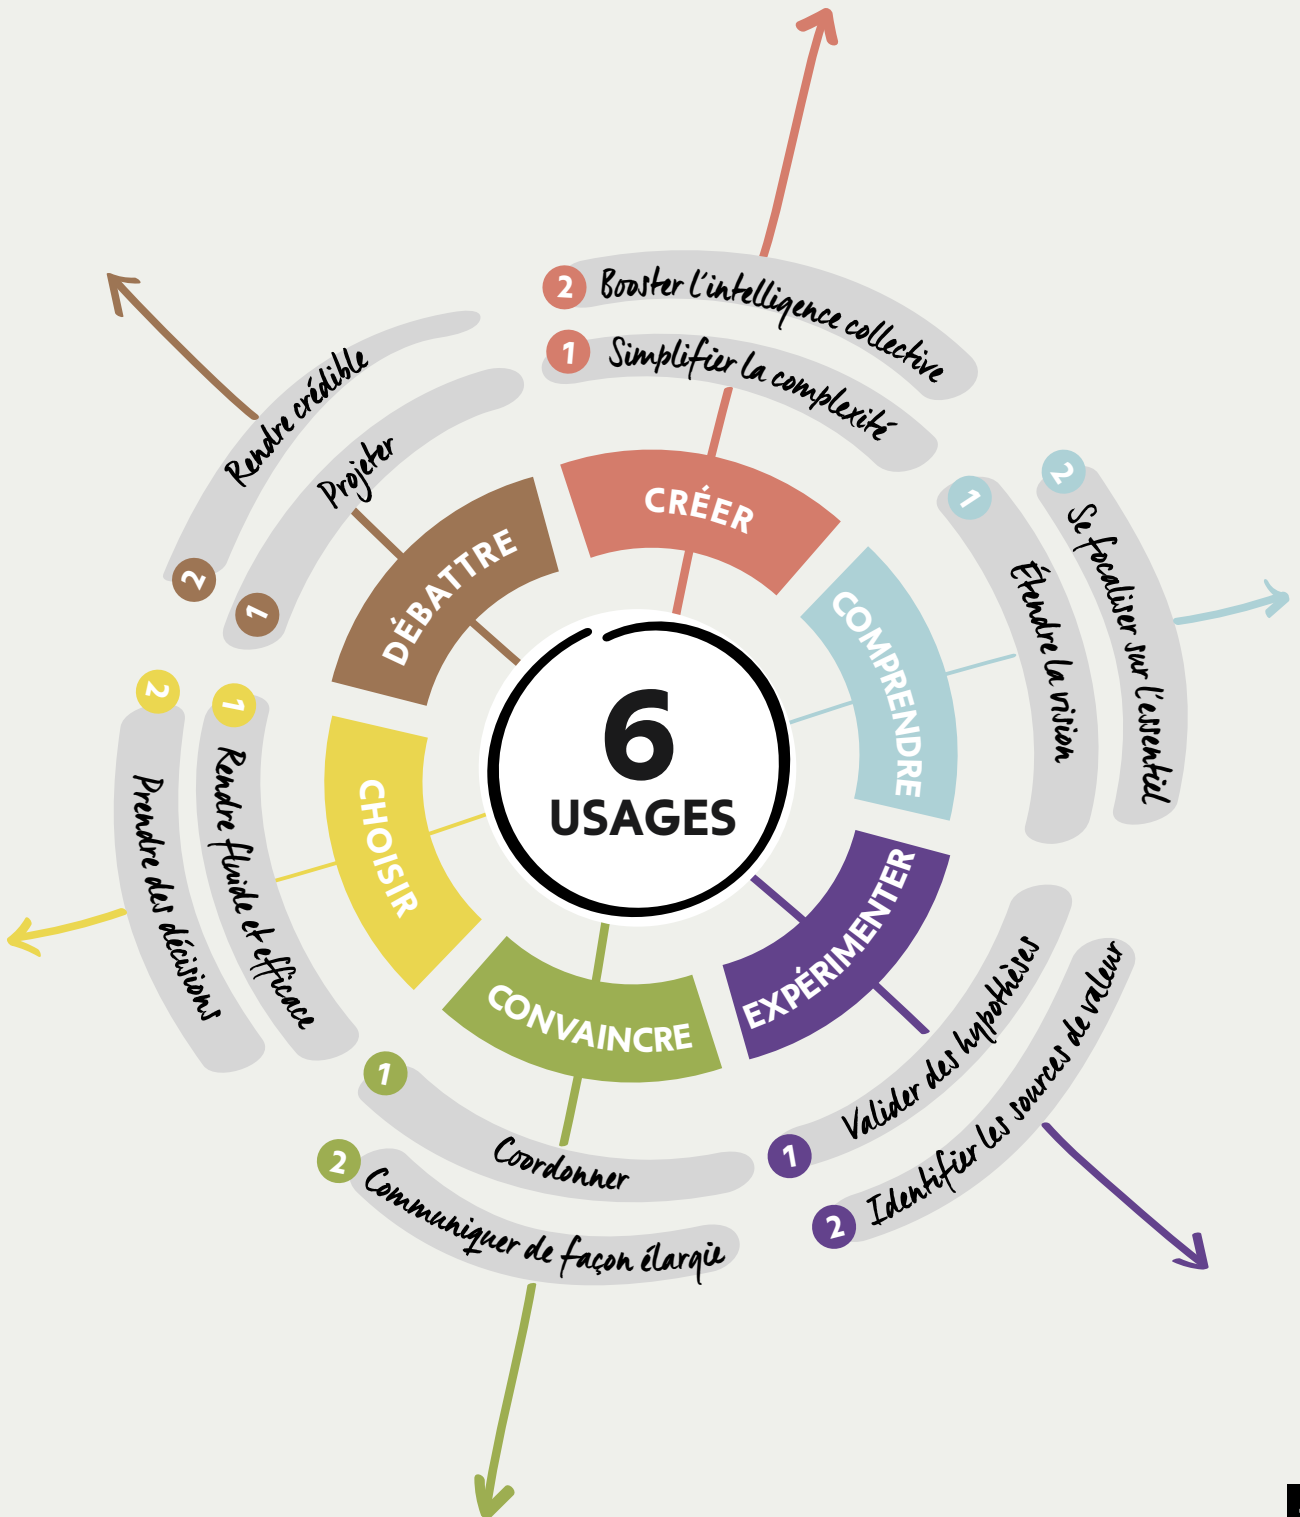 6
USAGES
CRÉER
1 Simplifier la complexité
2 Booster l'intelligence collective
COMPRENDRE
1 Étendre la vision
2 Se focaliser sur l'essentiel
EXPÉRIMENTER
1 Valider des hypothèses
2 Identifier les sources de valeur
CONVAINCRE
1 Coordonner
2 Communiquer de façon élargie
CHOISIR
1 Rendre fluide et efficace
2 Prendre des décisions
DÉBATTRE
1 Projeter
2 Rendre crédible